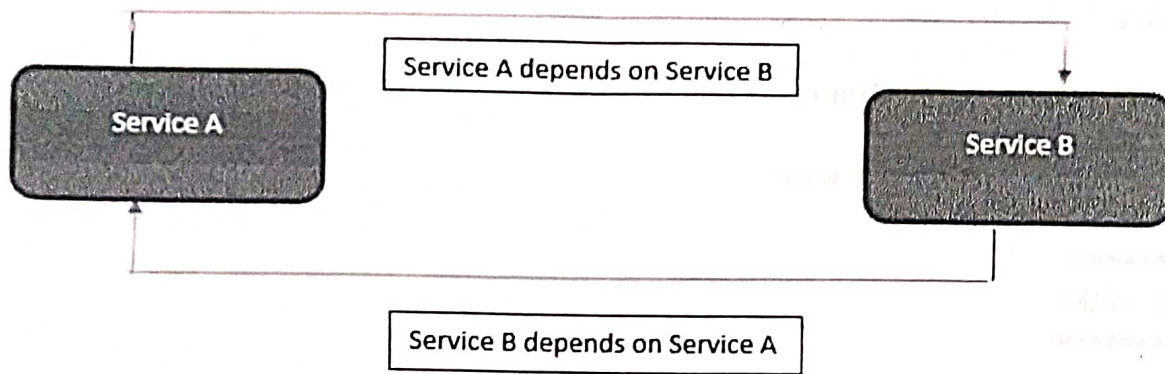 Service A depends on Service B
Service A
Service B
Service B depends on Service A